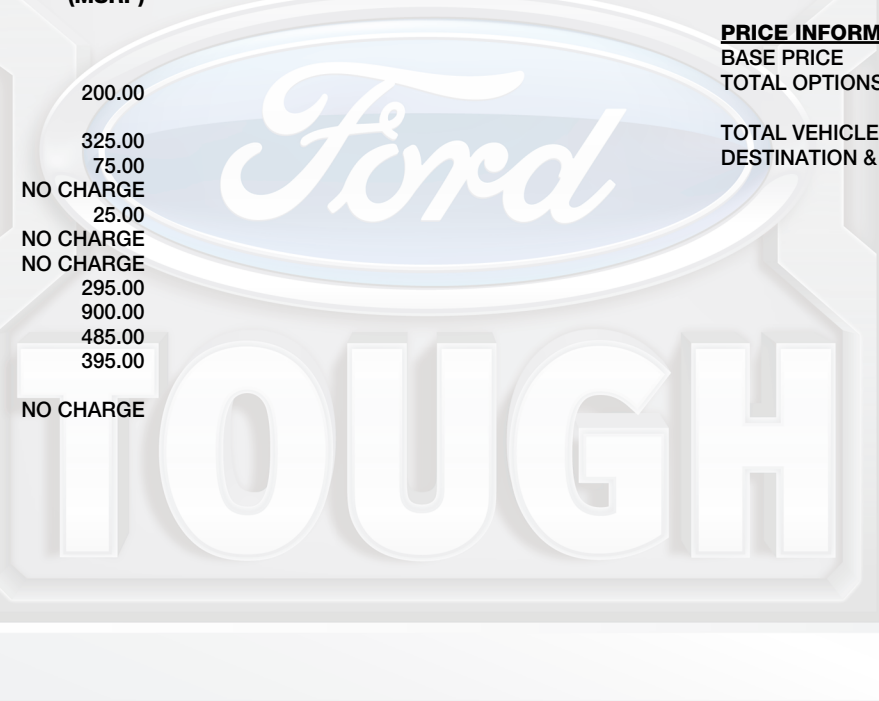 (MSRP)
200.00
325.00
75.00
NO CHARGE
25.00
NO CHARGE
NO CHARGE
295.00
900.00
485.00
395.00
NO CHARGE
PRICE INFORM
BASE PRICE
TOTAL OPTIONS
TOTAL VEHICLE
DESTINATION &
Ford
TOUGH